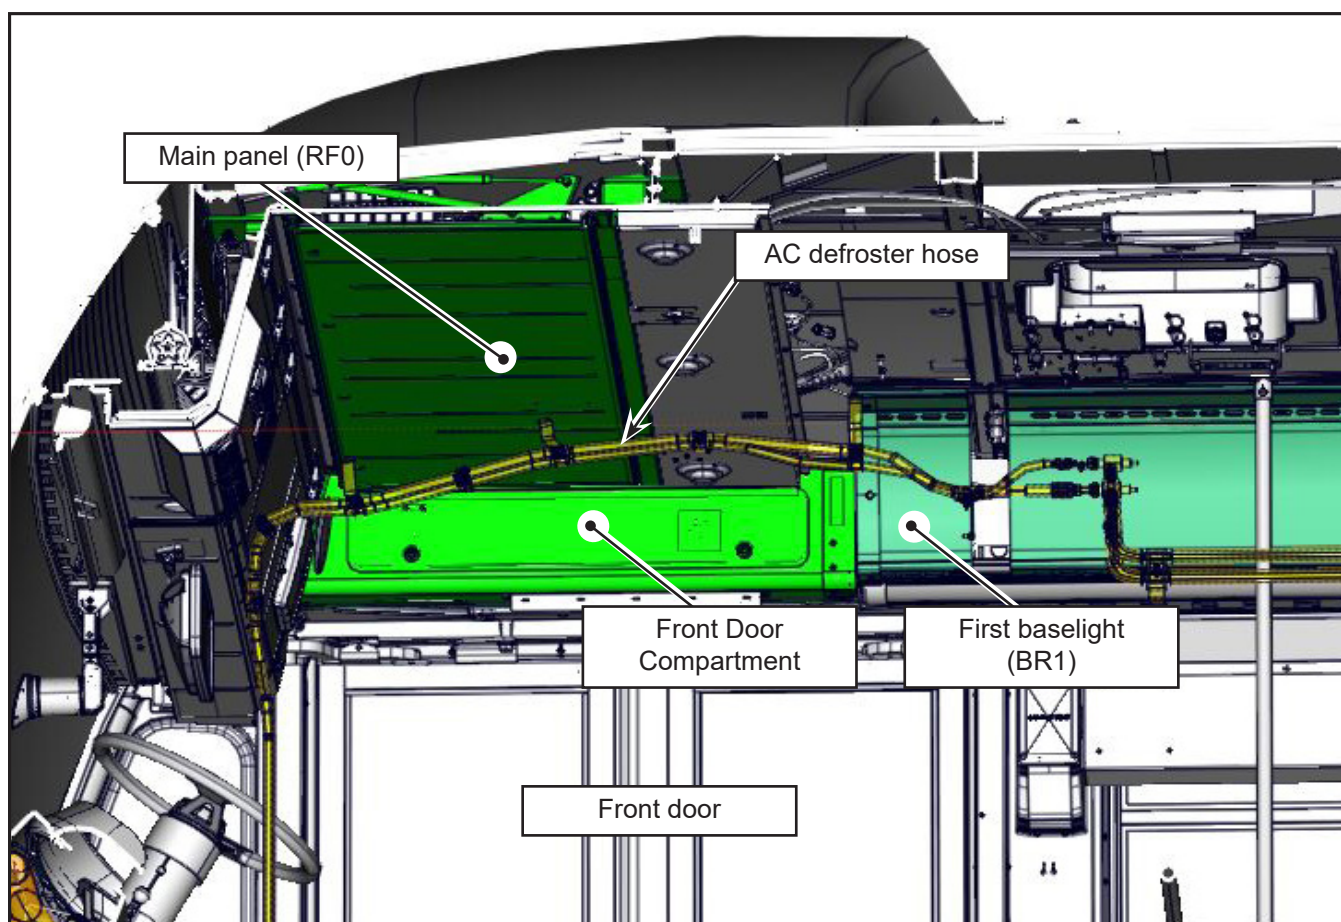 Main panel (RF0)
AC defroster hose
Front Door
Compartment
First baselight
(BR1)
Front door